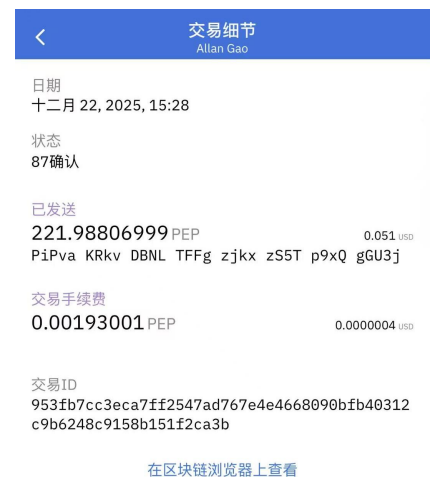 交易细节
Allan Gao
日期
十二月 22, 2025, 15:28
状态
87确认
已发送
221.98806999 PEP 0.051 USD
PiPva KRkv DBNL TFFg zjkx zS5T p9xQ gGU3j
交易手续费
0.00193001 PEP 0.0000004 USD
交易ID
953fb7cc3eca7ff2547ad767e4e4668090bfb40312
c9b6248c9158b151f2ca3b
在区块链浏览器上查看